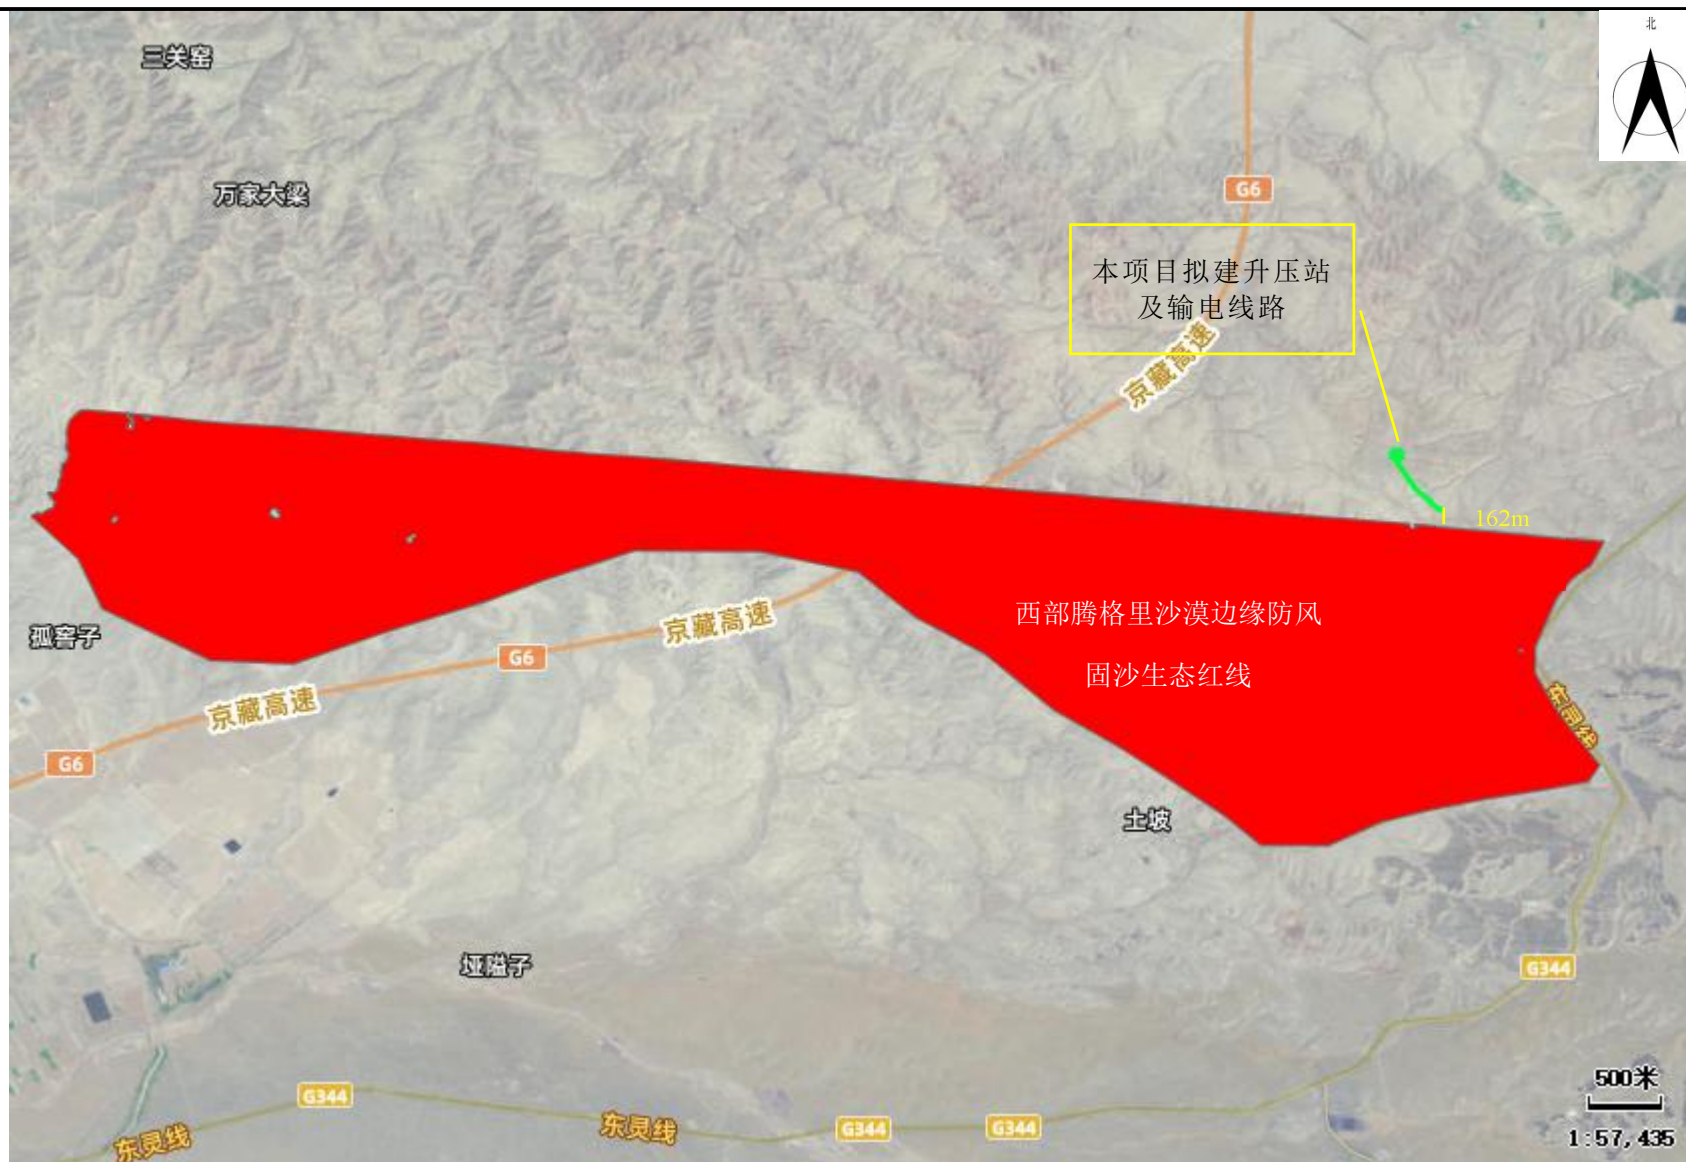 北
三关窑
万家大梁
G6
本项目拟建升压站
及输电线路
京藏高速
162m
西部腾格里沙漠边缘防风
固沙生态红线
孤窖子
京藏高速
G6
京藏高速
G6
东灵线
土坡
垭隘子
G344
G344
东灵线
东灵线
G344
G344
500米
1:57,435